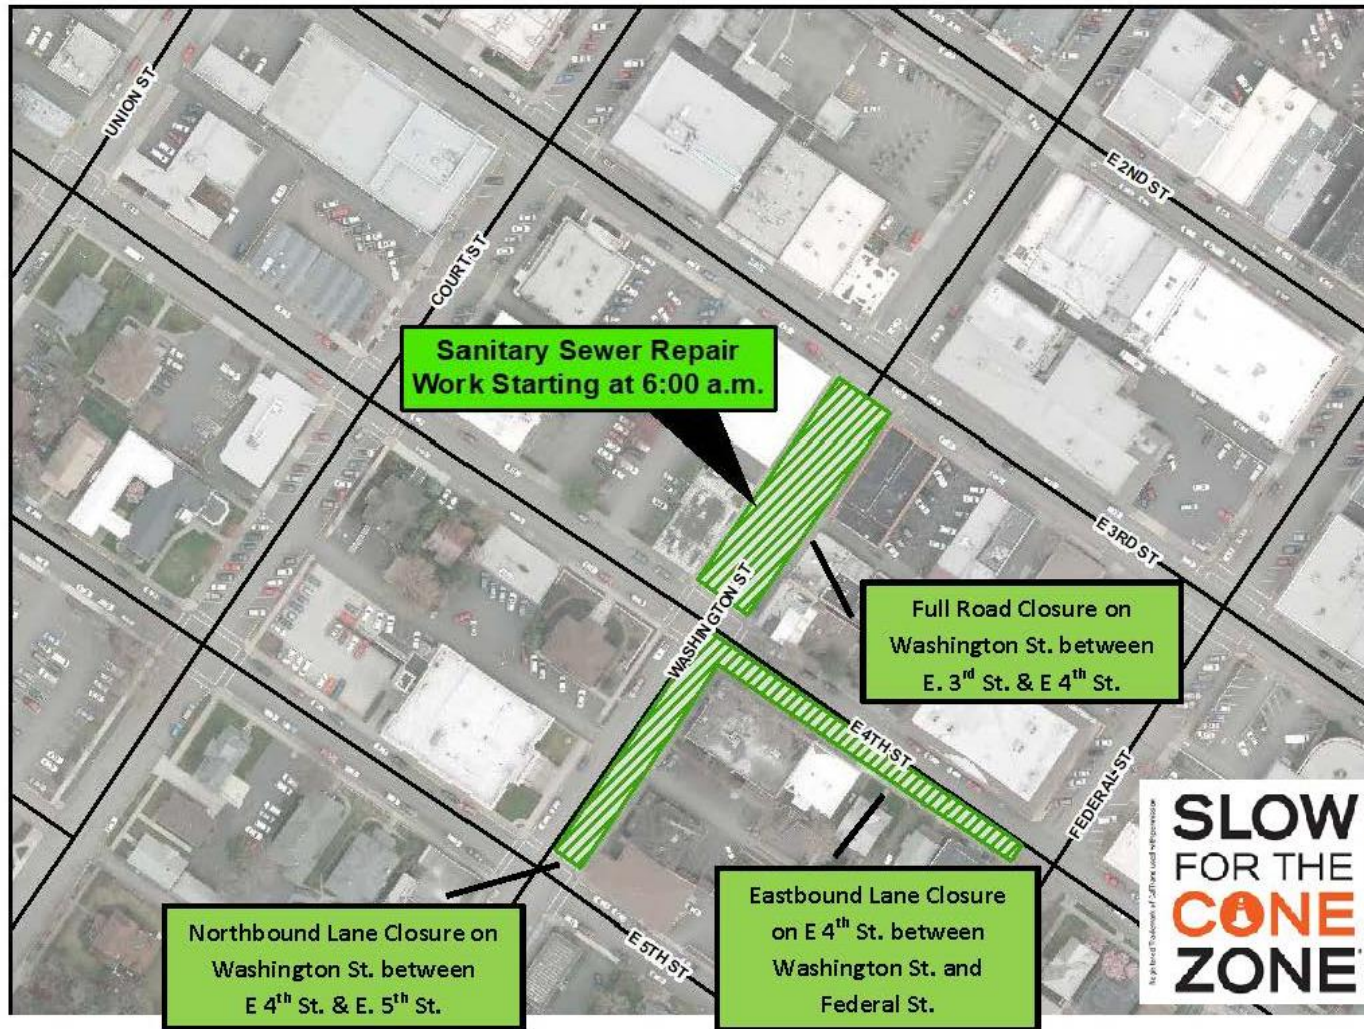 UNION ST
COURT ST
E 2ND ST
Sanitary Sewer Repair
Work Starting at 6:00 a.m.
E 3RD ST
WASHINGTON ST
Full Road Closure on
Washington St. between
E. 3rd St. & E 4th St.
E 4TH ST
FEDERAL ST
Northbound Lane Closure on
Washington St. between
E 4th St. & E. 5th St.
E 5TH ST
Eastbound Lane Closure
on E 4th St. between
Washington St. and
Federal St.
SLOW
FOR THE
CONE
ZONE